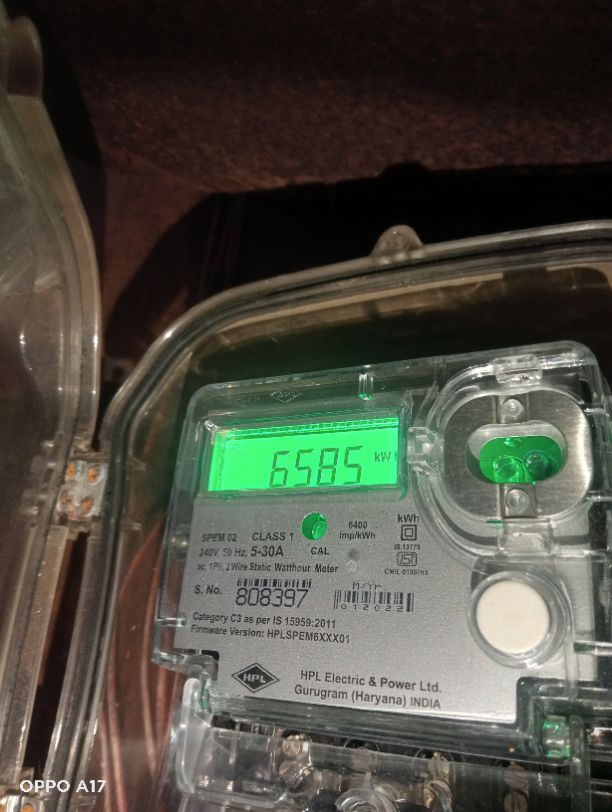 6585 kWh
SPEM 02 CLASS 1 6400 kWh
240V, 50 Hz, 5-30A CAL imp/kWh
IS 13779
ac, 1Ph, 2 Wire Static Watthour Meter
S. No. 808397 M/Yr
012022
Category C3 as per IS 15959:2011
Firmware Version: HPLSPEM6XXX01
HPL
HPL Electric & Power Ltd.
Gurugram (Haryana) INDIA
OPPO A17